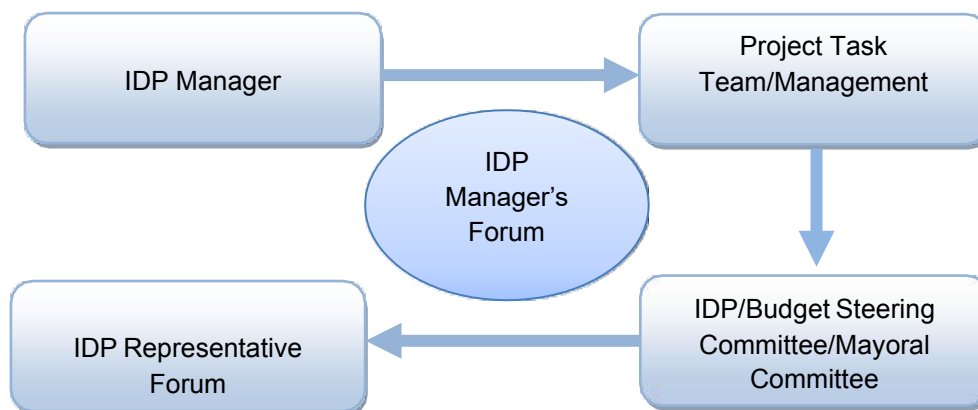 IDP Manager
Project Task
Team/Management
IDP
Manager’s
Forum
IDP Representative
Forum
IDP/Budget Steering
Committee/Mayoral
Committee